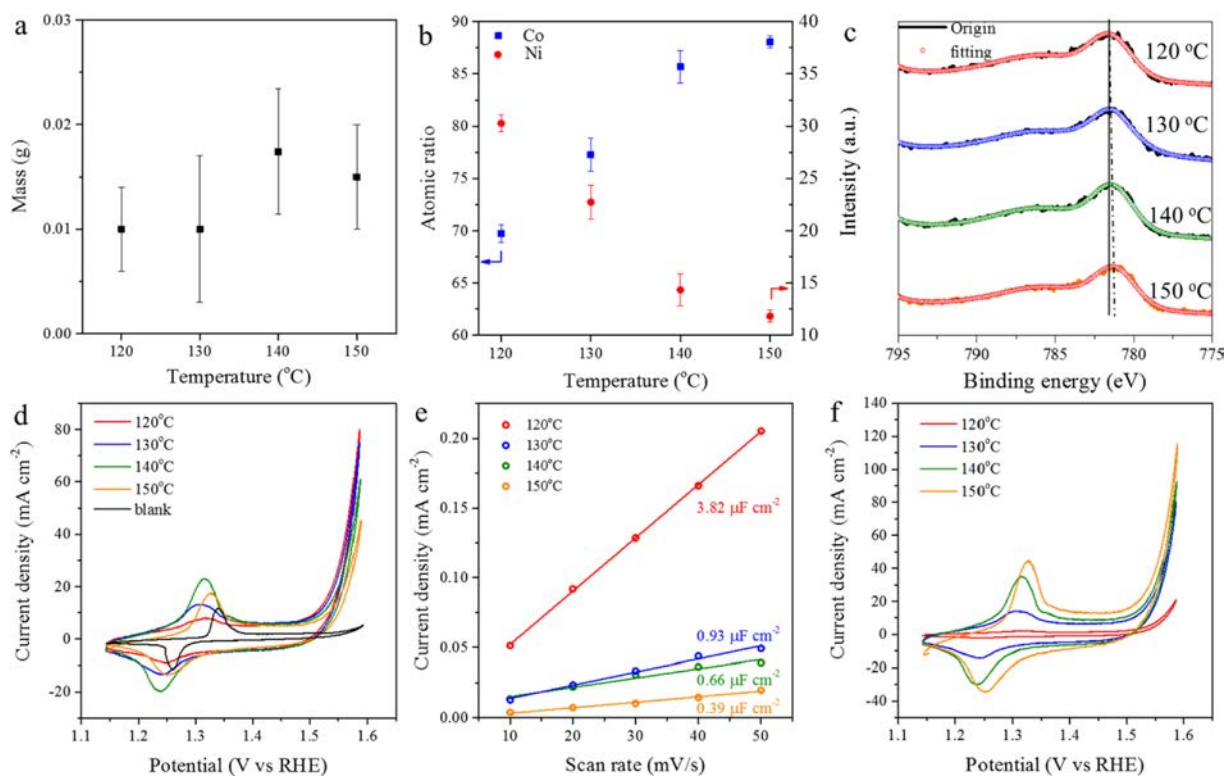 a
0.03
0.02
0.01
0.00
Mass (g)
120
130
140
150
Temperature (°C)
b
Co
Ni
90
85
80
75
70
65
60
Atomic ratio
40
35
30
25
20
15
10
120
130
140
150
Temperature (°C)
c
Origin
fitting
120 °C
130 °C
140 °C
150 °C
Intensity (a.u.)
795
790
785
780
775
Binding energy (eV)
d
120°C
130°C
140°C
150°C
blank
80
60
40
20
0
-20
Current density (mA cm-2)
1.1
1.2
1.3
1.4
1.5
1.6
Potential (V vs RHE)
e
120°C
130°C
140°C
150°C
0.20
0.15
0.10
0.05
0.00
Current density (mA cm-2)
3.82 μF cm-2
0.93 μF cm-2
0.66 μF cm-2
0.39 μF cm-2
10
20
30
40
50
Scan rate (mV/s)
f
120°C
130°C
140°C
150°C
140
120
100
80
60
40
20
0
-20
-40
Current density (mA cm-2)
1.1
1.2
1.3
1.4
1.5
1.6
Potential (V vs RHE)